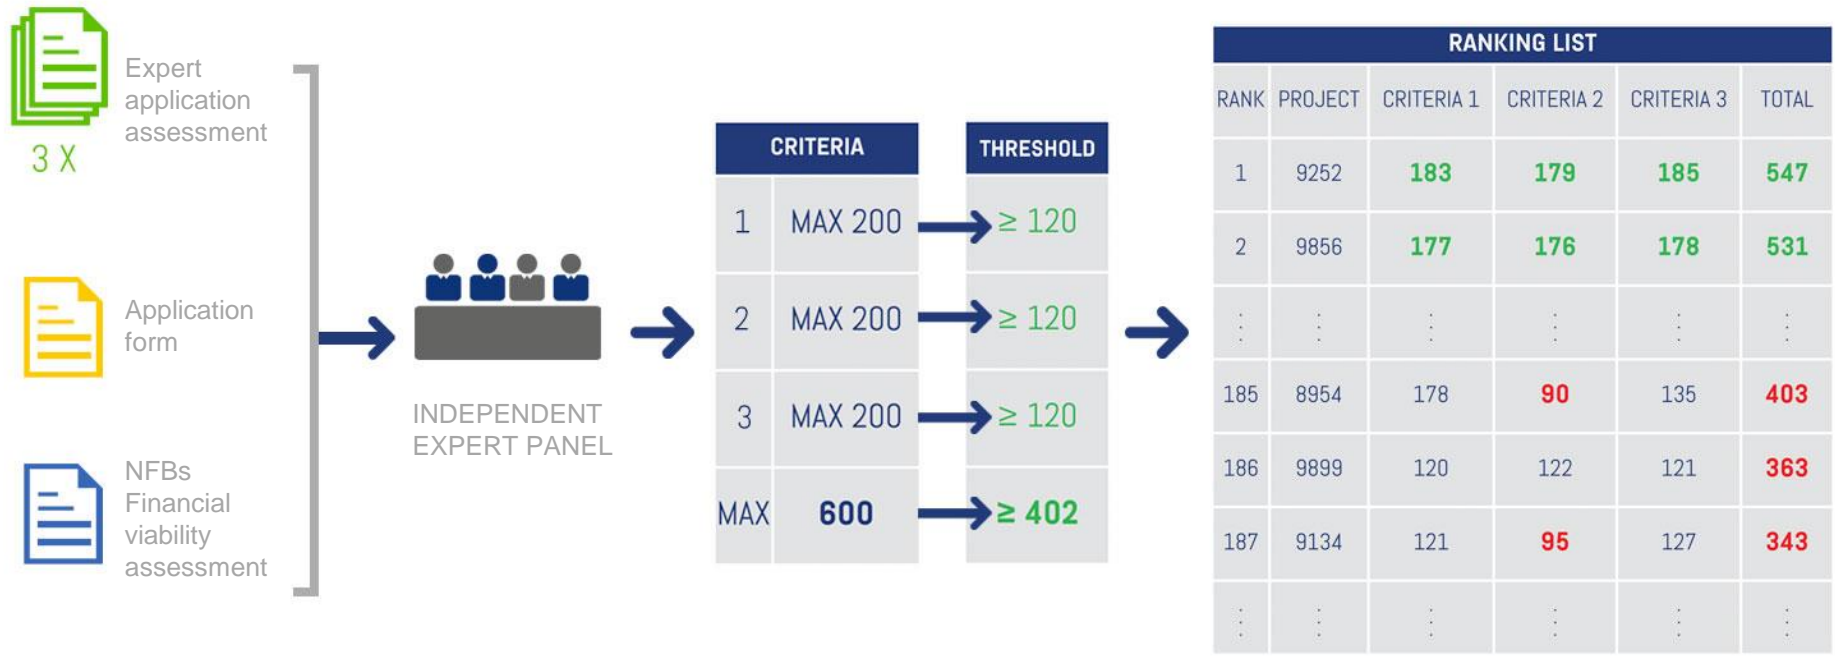 Expert
application
assessment
3 X
Application
form
NFBs
Financial
viability
assessment
INDEPENDENT
EXPERT PANEL
CRITERIA THRESHOLD
1 MAX 200 ≥ 120
2 MAX 200 ≥ 120
3 MAX 200 ≥ 120
MAX 600 ≥ 402
RANKING LIST
RANK PROJECT CRITERIA 1 CRITERIA 2 CRITERIA 3 TOTAL
1 9252 183 179 185 547
2 9856 177 176 178 531
⋮ ⋮ ⋮ ⋮ ⋮ ⋮
185 8954 178 90 135 403
186 9899 120 122 121 363
187 9134 121 95 127 343
⋮ ⋮ ⋮ ⋮ ⋮ ⋮